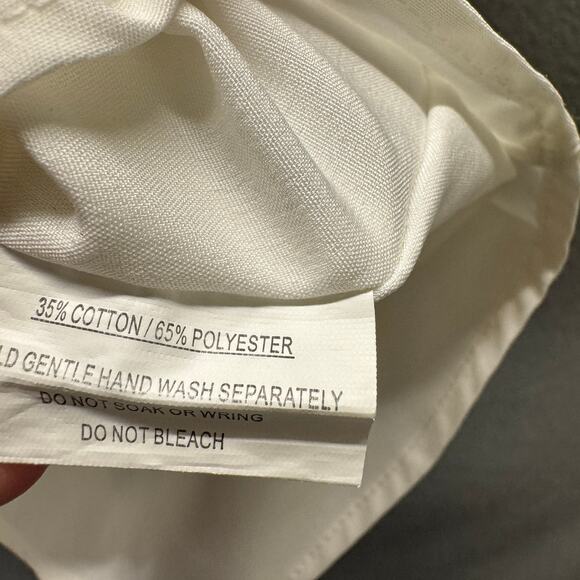 35% COTTON / 65% POLYESTER
LD GENTLE HAND WASH SEPARATELY
DO NOT SOAK OR WRING
DO NOT BLEACH